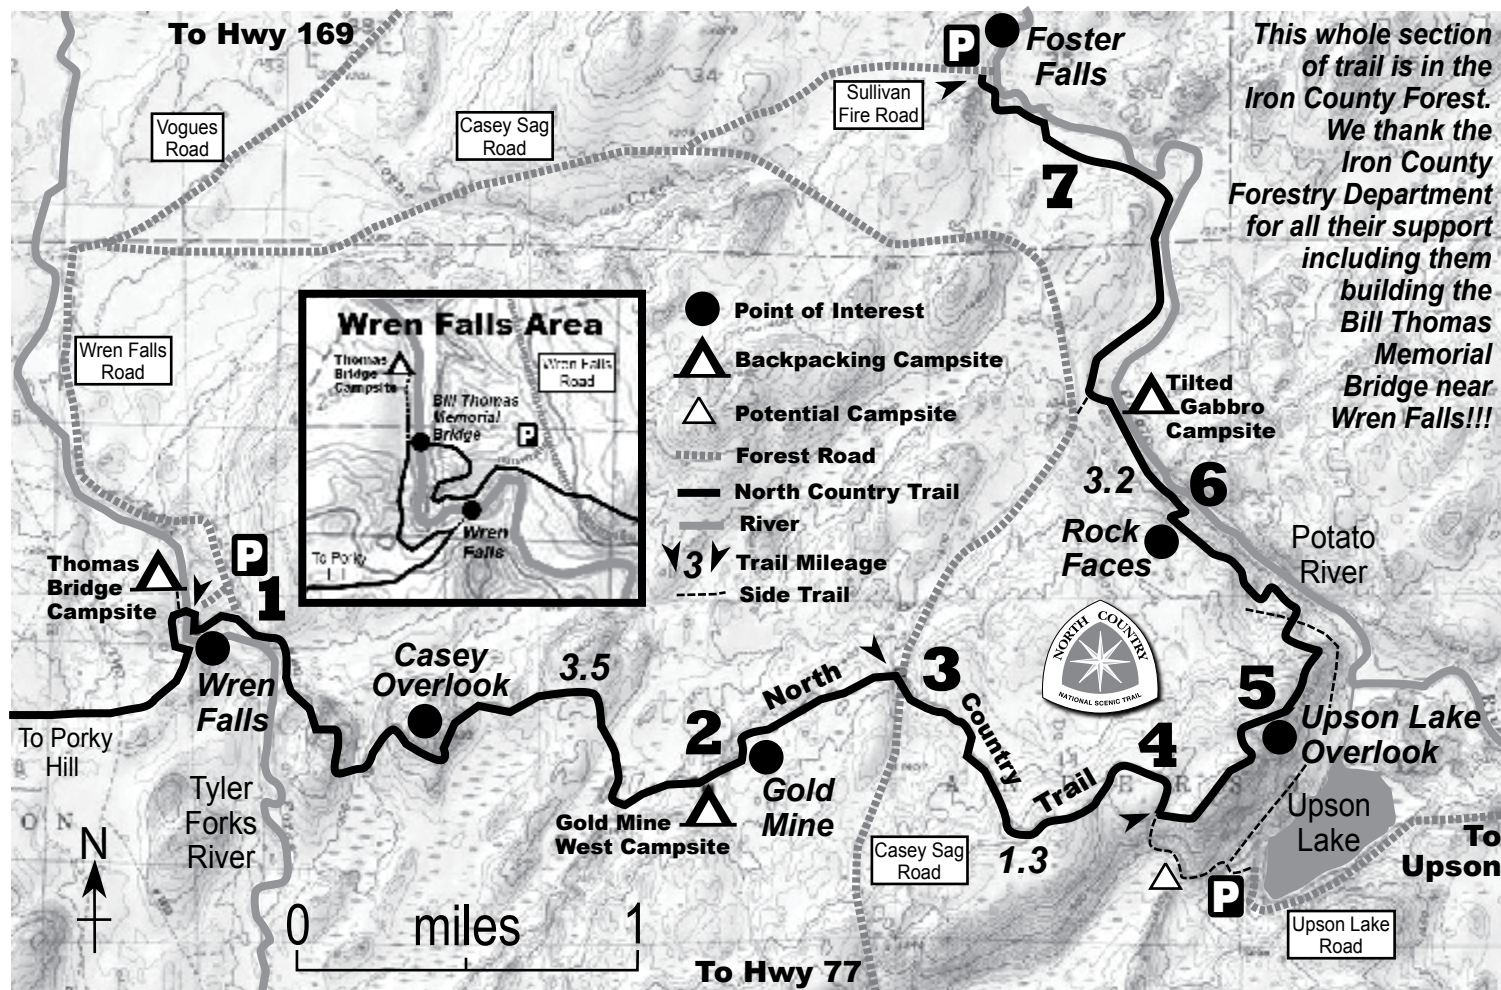 To Hwy 169
Foster
Falls
P
Sullivan
Fire Road
Casey Sag
Road
Vogues
Road
This whole section
of trail is in the
Iron County Forest.
We thank the
Iron County
Forestry Department
for all their support
including them
building the
Bill Thomas
Memorial
Bridge near
Wren Falls!!!
7
Wren Falls
Road
Wren Falls Area
Thomas
Bridge
Campsite
Wren Falls
Road
Bill Thomas
Memorial
Bridge
P
Wren
Falls
To Porky
Hill
Point of Interest
Backpacking Campsite
Potential Campsite
Forest Road
North Country Trail
River
3
Trail Mileage
Side Trail
Tilted
Gabbro
Campsite
3.2
6
Rock
Faces
Potato
River
Thomas
Bridge
Campsite
P
1
Wren
Falls
To Porky
Hill
Casey
Overlook
3.5
2
North
Country
Trail
3
NORTH COUNTRY
NATIONAL SCENIC TRAIL
5
4
Upson Lake
Overlook
Gold
Mine
Gold Mine
West Campsite
Tyler
Forks
River
Casey Sag
Road
1.3
Upson
Lake
To
Upson
P
Upson Lake
Road
N
0 miles 1
To Hwy 77